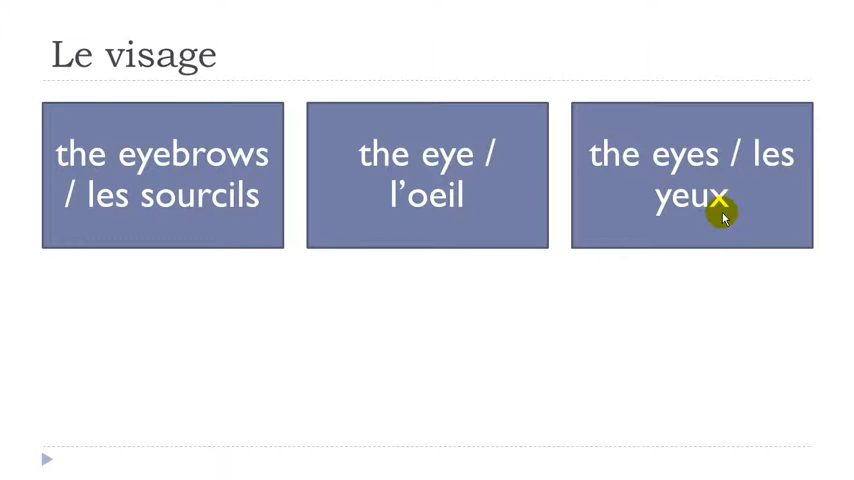 Le visage
the eyebrows
/ les sourcils
the eye /
l’oeil
the eyes / les
yeux